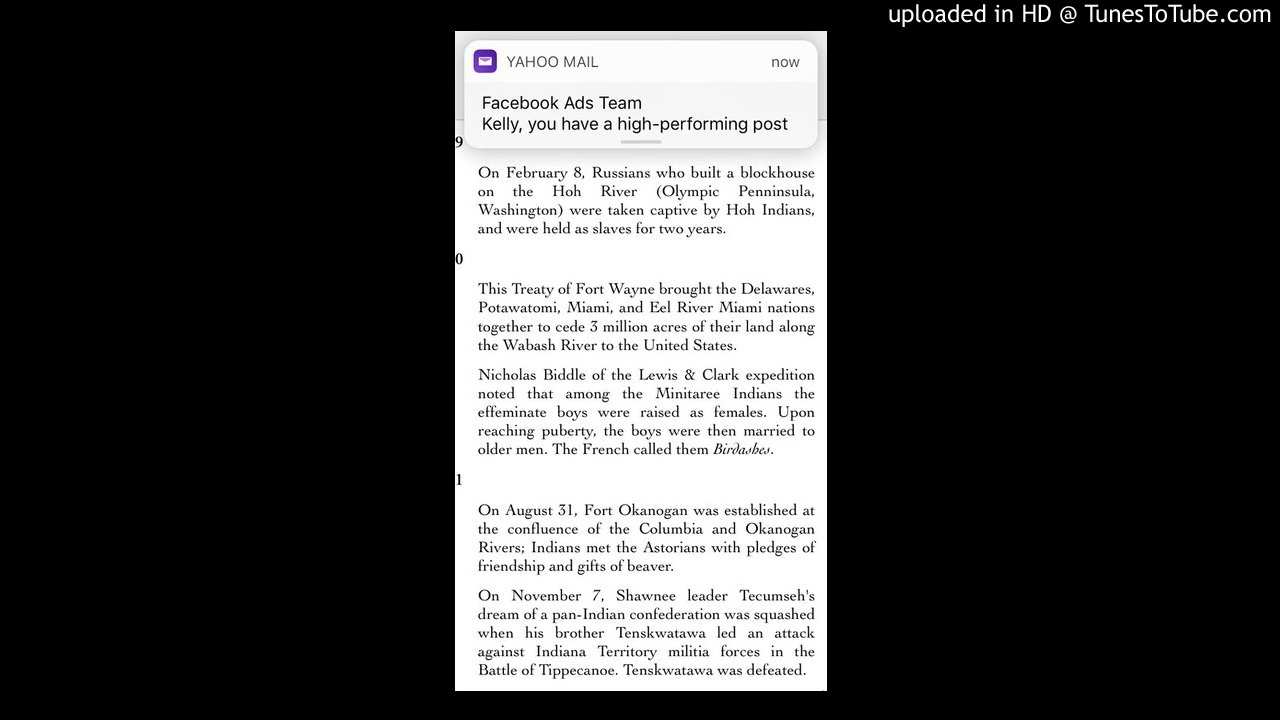 uploaded in HD @ TunesToTube.com
YAHOO MAIL now
Facebook Ads Team
Kelly, you have a high-performing post
9
On February 8, Russians who built a blockhouse
on the Hoh River (Olympic Penninsula,
Washington) were taken captive by Hoh Indians,
and were held as slaves for two years.
0
This Treaty of Fort Wayne brought the Delawares,
Potawatomi, Miami, and Eel River Miami nations
together to cede 3 million acres of their land along
the Wabash River to the United States.
Nicholas Biddle of the Lewis & Clark expedition
noted that among the Minitaree Indians the
effeminate boys were raised as females. Upon
reaching puberty, the boys were then married to
older men. The French called them Birdashes.
1
On August 31, Fort Okanogan was established at
the confluence of the Columbia and Okanogan
Rivers; Indians met the Astorians with pledges of
friendship and gifts of beaver.
On November 7, Shawnee leader Tecumseh's
dream of a pan-Indian confederation was squashed
when his brother Tenskwatawa led an attack
against Indiana Territory militia forces in the
Battle of Tippecanoe. Tenskwatawa was defeated.